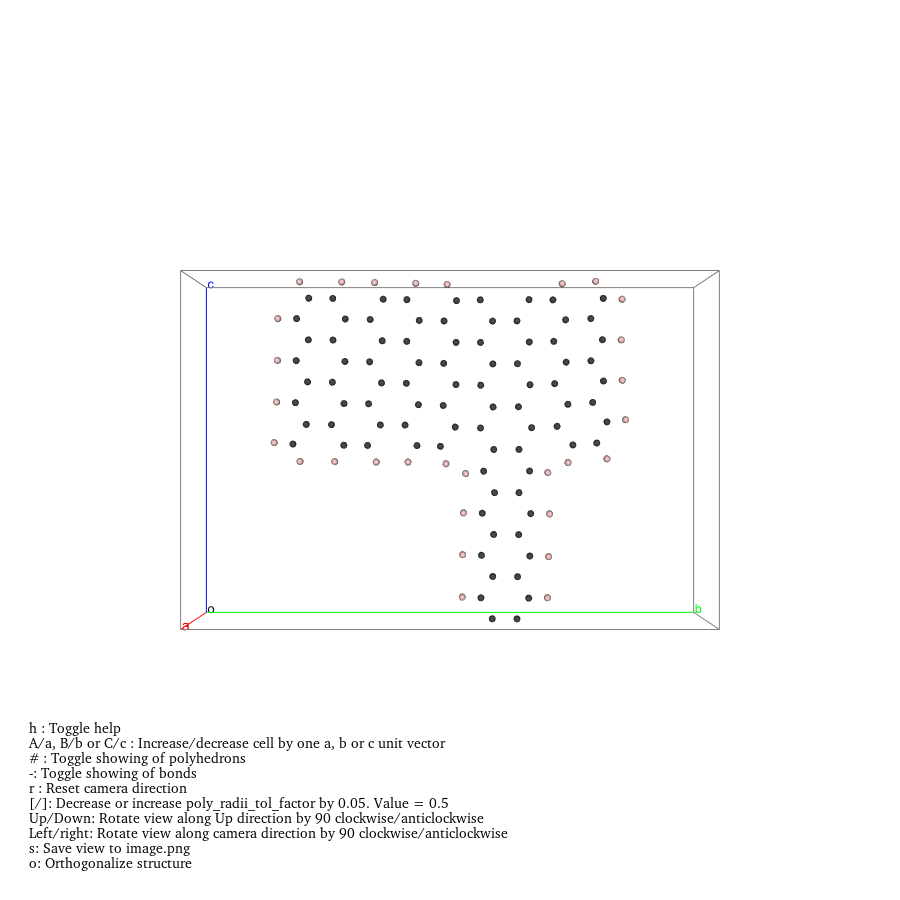 c
o
b
a
h : Toggle help
A/a, B/b or C/c : Increase/decrease cell by one a, b or c unit vector
# : Toggle showing of polyhedrons
-: Toggle showing of bonds
r : Reset camera direction
[/]: Decrease or increase poly_radii_tol_factor by 0.05. Value = 0.5
Up/Down: Rotate view along Up direction by 90 clockwise/anticlockwise
Left/right: Rotate view along camera direction by 90 clockwise/anticlockwise
s: Save view to image.png
o: Orthogonalize structure